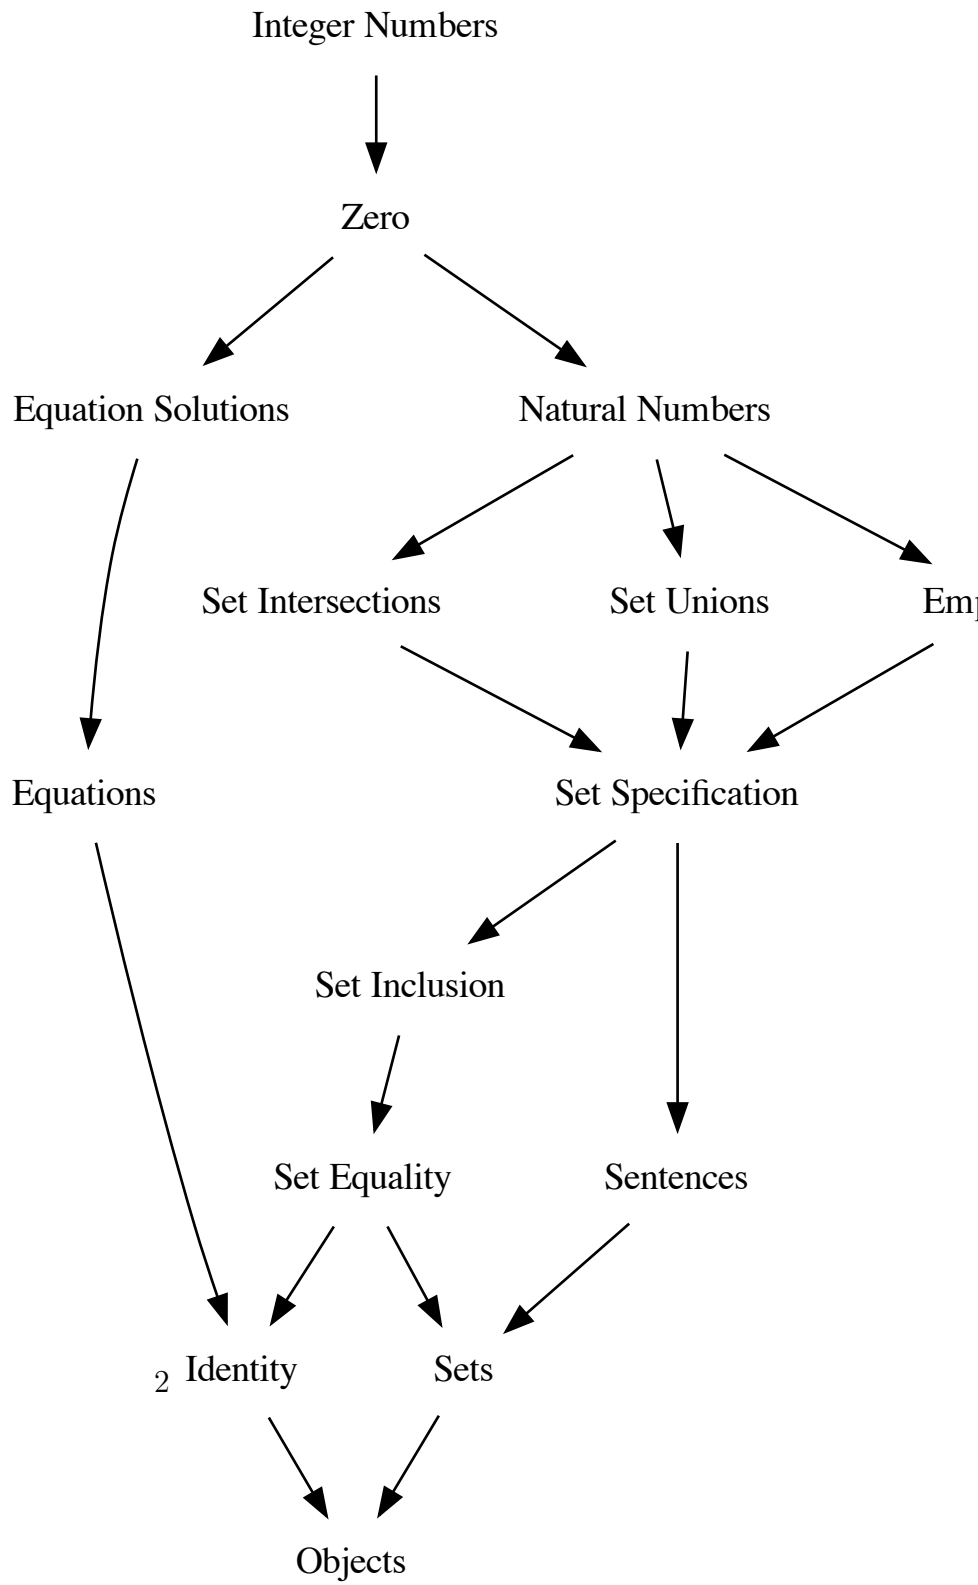 Integer Numbers
Zero
Equation Solutions
Natural Numbers
Set Intersections
Set Unions
Equations
Set Specification
Set Inclusion
Set Equality
Sentences
2
Identity
Sets
Objects